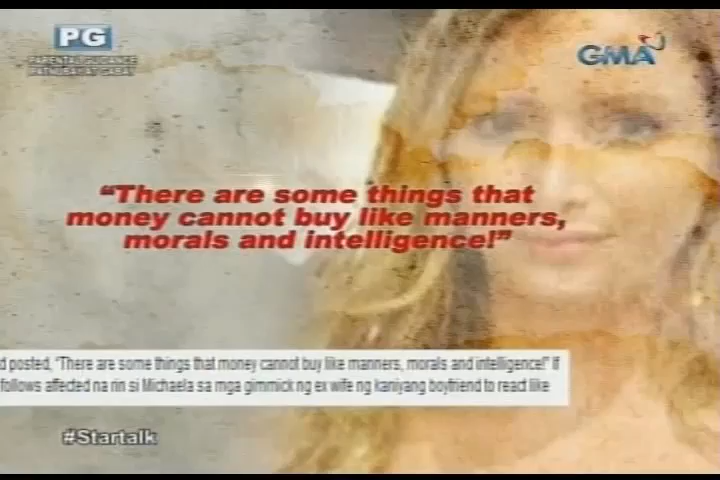 PG
PARENTAL GUIDANCE
PATNUBAY AT GABAY
GMA
"There are some things that
money cannot buy like manners,
morals and intelligence!"
d posted, "There are some things that money cannot buy like manners, morals and intelligence!" If
follows affected na rin si Michaela sa mga gimmick ng ex wife ng kaniyang boyfriend to react like
#Startalk